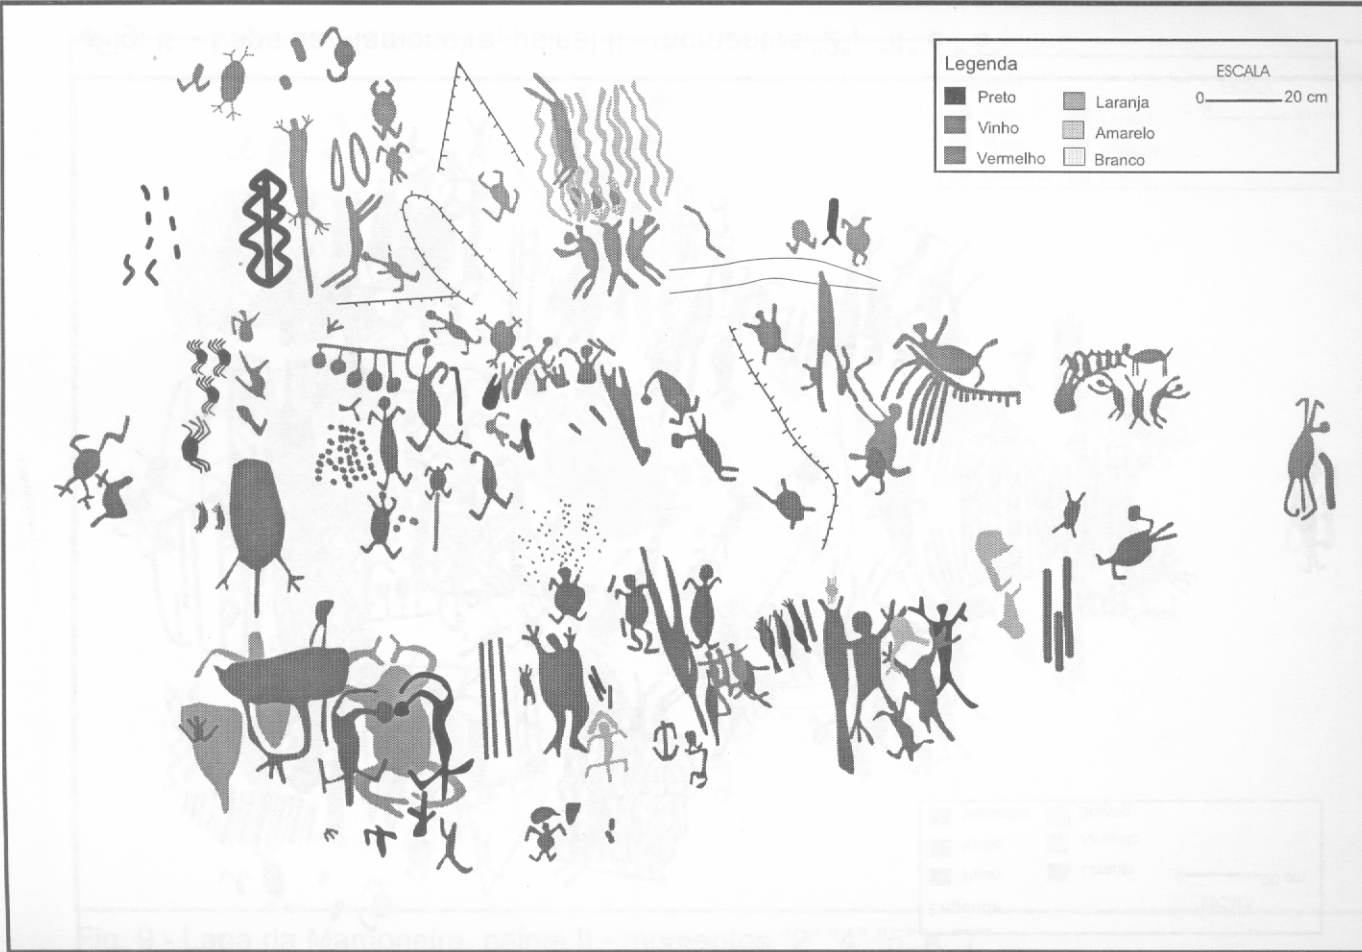 Legenda
ESCALA
Preto
Laranja
0 20 cm
Vinho
Amarelo
Vermelho
Branco